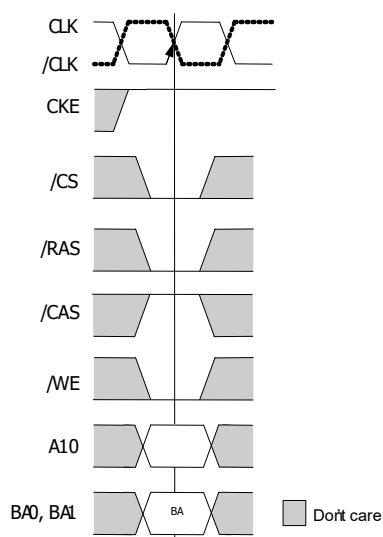 CLK
/CLK
CKE
/CS
/RAS
/CAS
/WE
A10
BA0, BA1
BA
Don't care